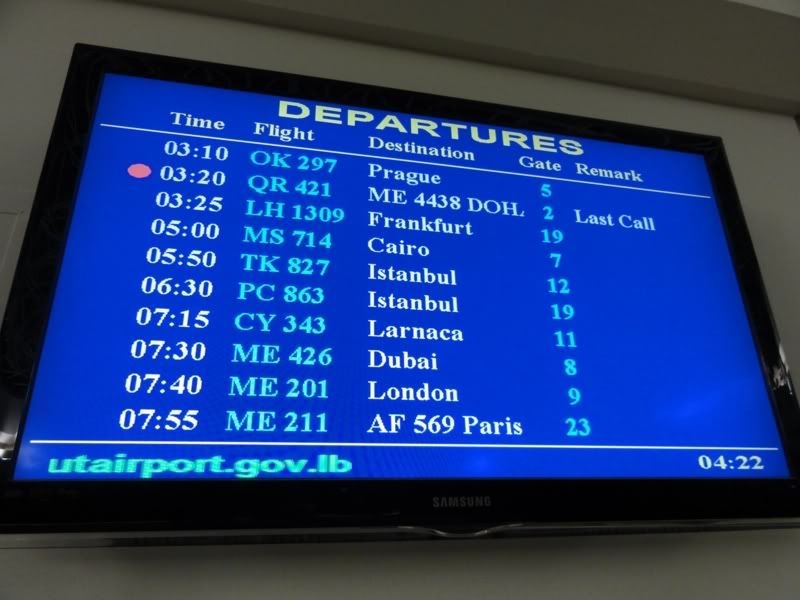 DEPARTURES
Time Flight Destination Gate Remark
03:10 OK 297 Prague 5
03:20 QR 421 ME 4438 DOHA 2 Last Call
03:25 LH 1309 Frankfurt 19
05:00 MS 714 Cairo 7
05:50 TK 827 Istanbul 12
06:30 PC 863 Istanbul 19
07:15 CY 343 Larnaca 11
07:30 ME 426 Dubai 8
07:40 ME 201 London 9
07:55 ME 211 AF 569 Paris 23
utairport.gov.lb 04:22
SAMSUNG